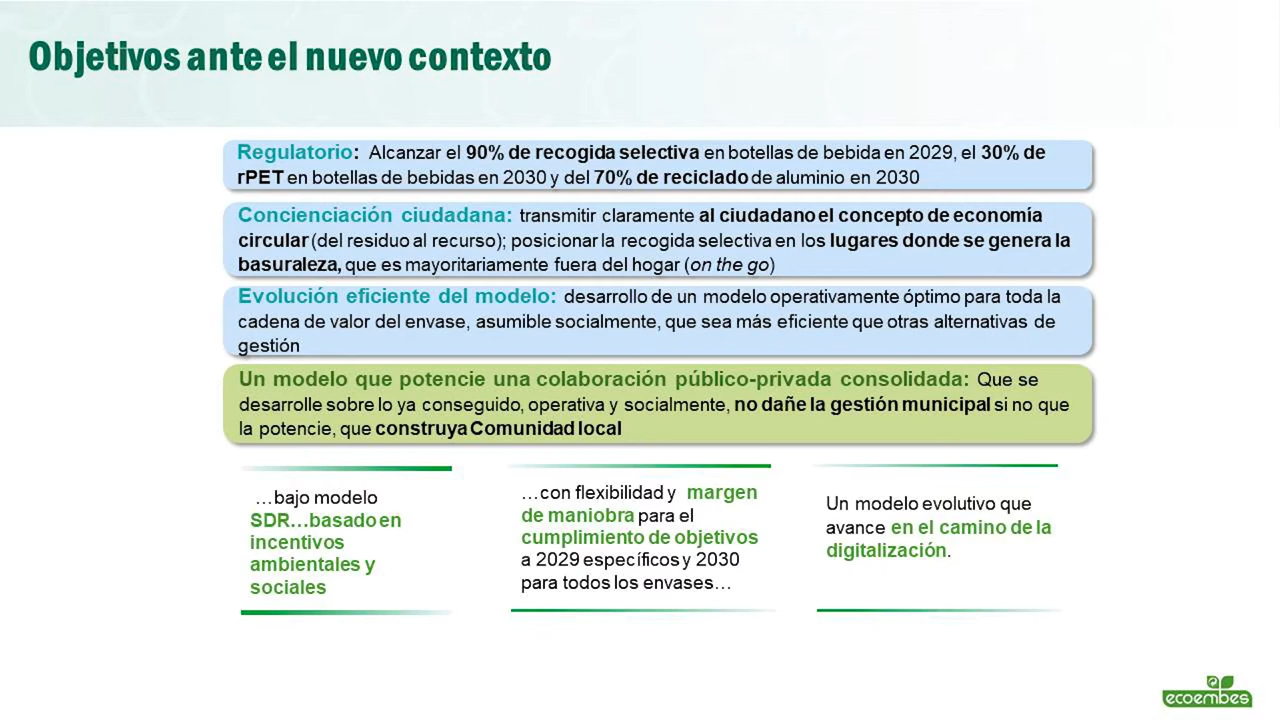 Objetivos ante el nuevo contexto
Regulatorio: Alcanzar el 90% de recogida selectiva en botellas de bebida en 2029, el 30% de
rPET en botellas de bebidas en 2030 y del 70% de reciclado de aluminio en 2030
Concienciación ciudadana: transmitir claramente al ciudadano el concepto de economía
circular (del residuo al recurso); posicionar la recogida selectiva en los lugares donde se genera la
basuraleza, que es mayoritariamente fuera del hogar (on the go)
Evolución eficiente del modelo: desarrollo de un modelo operativamente óptimo para toda la
cadena de valor del envase, asumible socialmente, que sea más eficiente que otras alternativas de
gestión
Un modelo que potencie una colaboración público-privada consolidada: Que se
desarrolle sobre lo ya conseguido, operativa y socialmente, no dañe la gestión municipal si no que
la potencie, que construya Comunidad local
…bajo modelo
SDR…basado en
incentivos
ambientales y
sociales
…con flexibilidad y margen
de maniobra para el
cumplimiento de objetivos
a 2029 específicos y 2030
para todos los envases…
Un modelo evolutivo que
avance en el camino de la
digitalización.
ecoembes